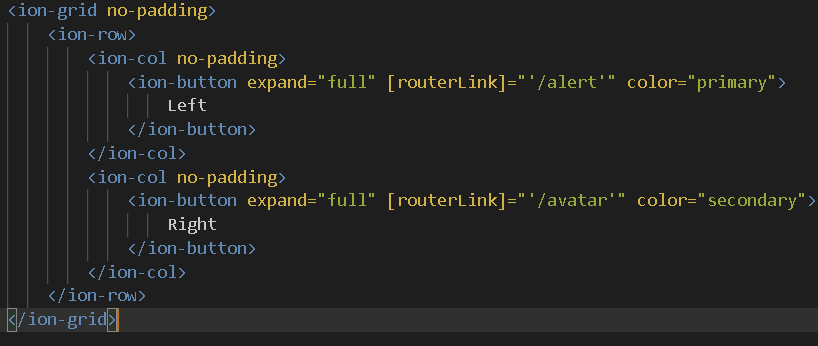 <ion-grid no-padding>
<ion-row>
<ion-col no-padding>
<ion-button expand="full" [routerLink]="'/alert'" color="primary">
Left
</ion-button>
</ion-col>
<ion-col no-padding>
<ion-button expand="full" [routerLink]="'/avatar'" color="secondary">
Right
</ion-button>
</ion-col>
</ion-row>
</ion-grid>